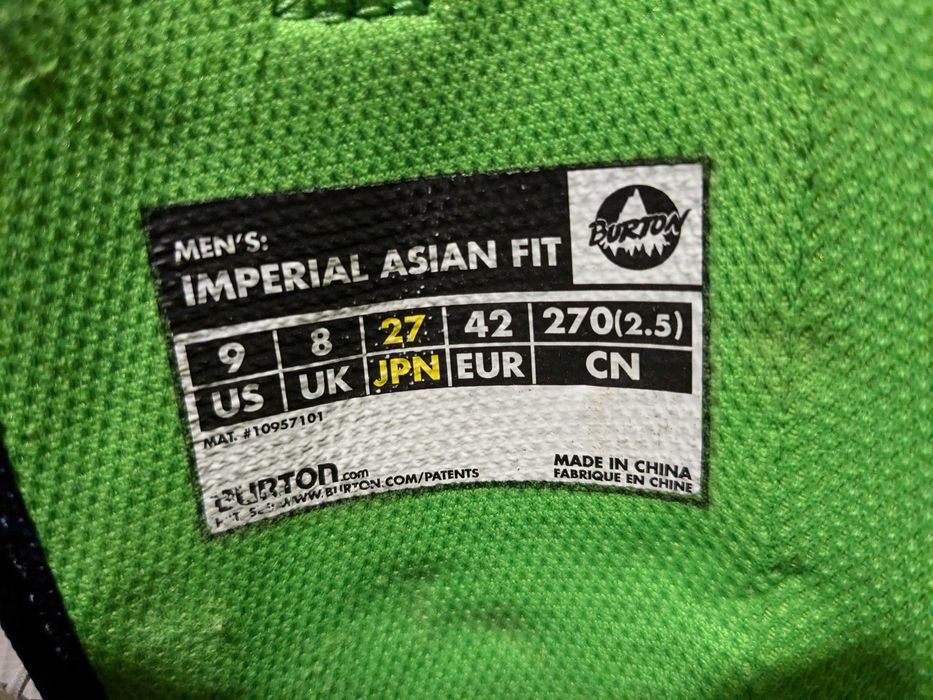 MEN'S:
IMPERIAL ASIAN FIT
BURTON
9 8 27 42 270(2.5)
US UK JPN EUR CN
MAT. #10957101
BURTON.com
WWW.BURTON.COM/PATENTS
MADE IN CHINA
FABRIQUE EN CHINE